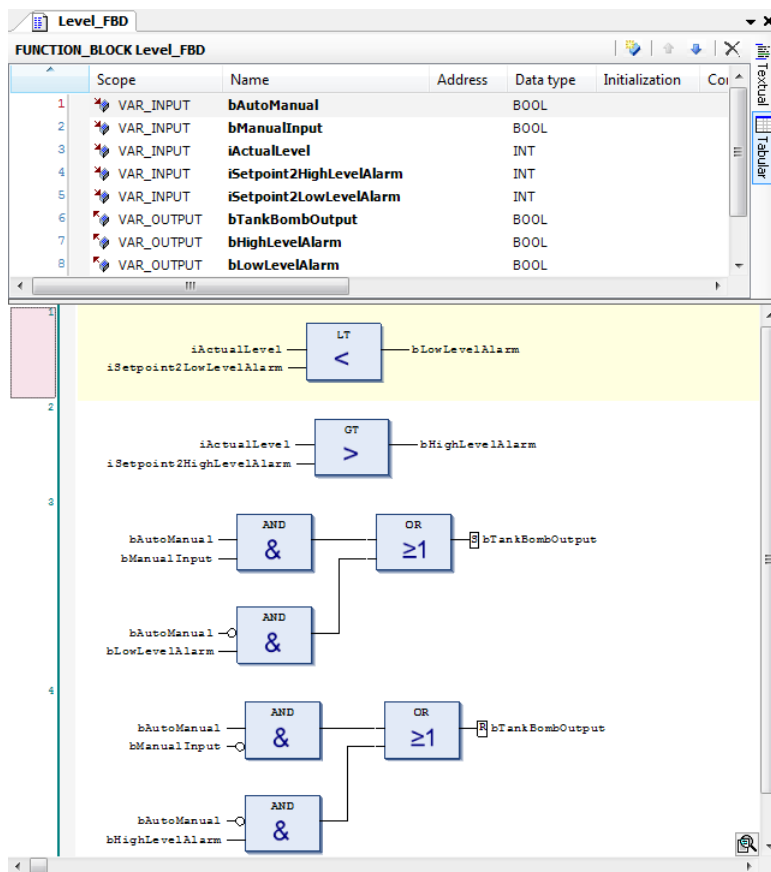 Level_FBD
FUNCTION_BLOCK Level_FBD
Scope Name Address Data type Initialization Co
1 VAR_INPUT bAutoManual BOOL
2 VAR_INPUT bManualInput BOOL
3 VAR_INPUT iActualLevel INT
4 VAR_INPUT iSetpoint2HighLevelAlarm INT
5 VAR_INPUT iSetpoint2LowLevelAlarm INT
6 VAR_OUTPUT bTankBombOutput BOOL
7 VAR_OUTPUT bHighLevelAlarm BOOL
8 VAR_OUTPUT bLowLevelAlarm BOOL
Textual
Tabular
1
LT
iActualLevel < bLowLevelAlarm
iSetpoint2LowLevelAlarm
2
GT
iActualLevel > bHighLevelAlarm
iSetpoint2HighLevelAlarm
3
AND OR
bAutoManual & ≥1 S bTankBombOutput
bManualInput
AND
bAutoManual &
bLowLevelAlarm
4
AND OR
bAutoManual & ≥1 R bTankBombOutput
bManualInput
AND
bAutoManual &
bHighLevelAlarm